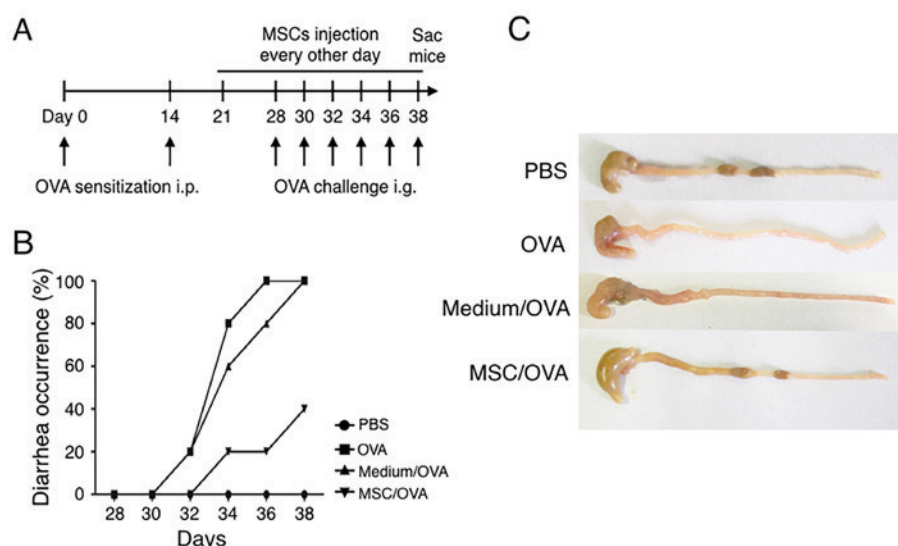 A
MSCs injection
every other day
Sac
mice
Day 0
14
21
28
30
32
34
36
38
OVA sensitization i.p.
OVA challenge i.g.
B
Diarrhea occurrence (%)
100
80
60
40
20
0
28
30
32
34
36
38
Days
PBS
OVA
Medium/OVA
MSC/OVA
C
PBS
OVA
Medium/OVA
MSC/OVA